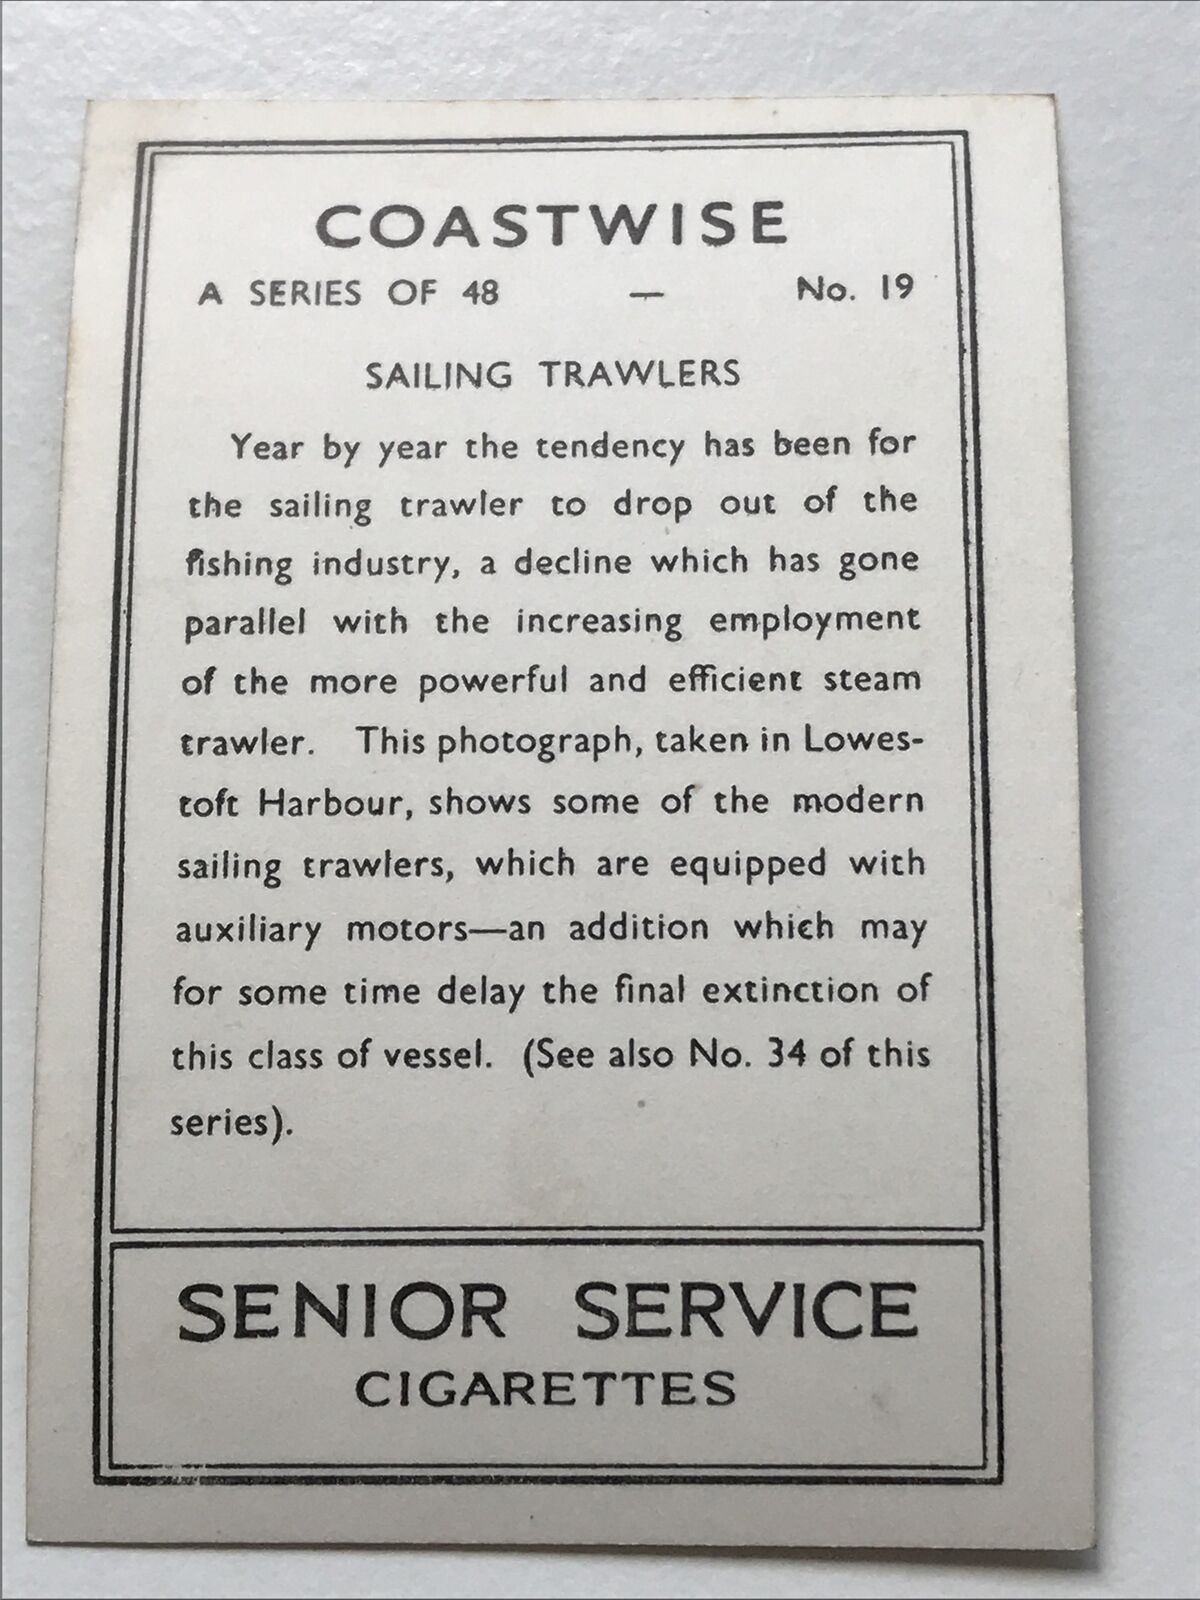 COASTWISE
A SERIES OF 48 — No. 19
SAILING TRAWLERS
Year by year the tendency has been for
the sailing trawler to drop out of the
fishing industry, a decline which has gone
parallel with the increasing employment
of the more powerful and efficient steam
trawler. This photograph, taken in Lowes-
toft Harbour, shows some of the modern
sailing trawlers, which are equipped with
auxiliary motors—an addition which may
for some time delay the final extinction of
this class of vessel. (See also No. 34 of this
series).
SENIOR SERVICE
CIGARETTES